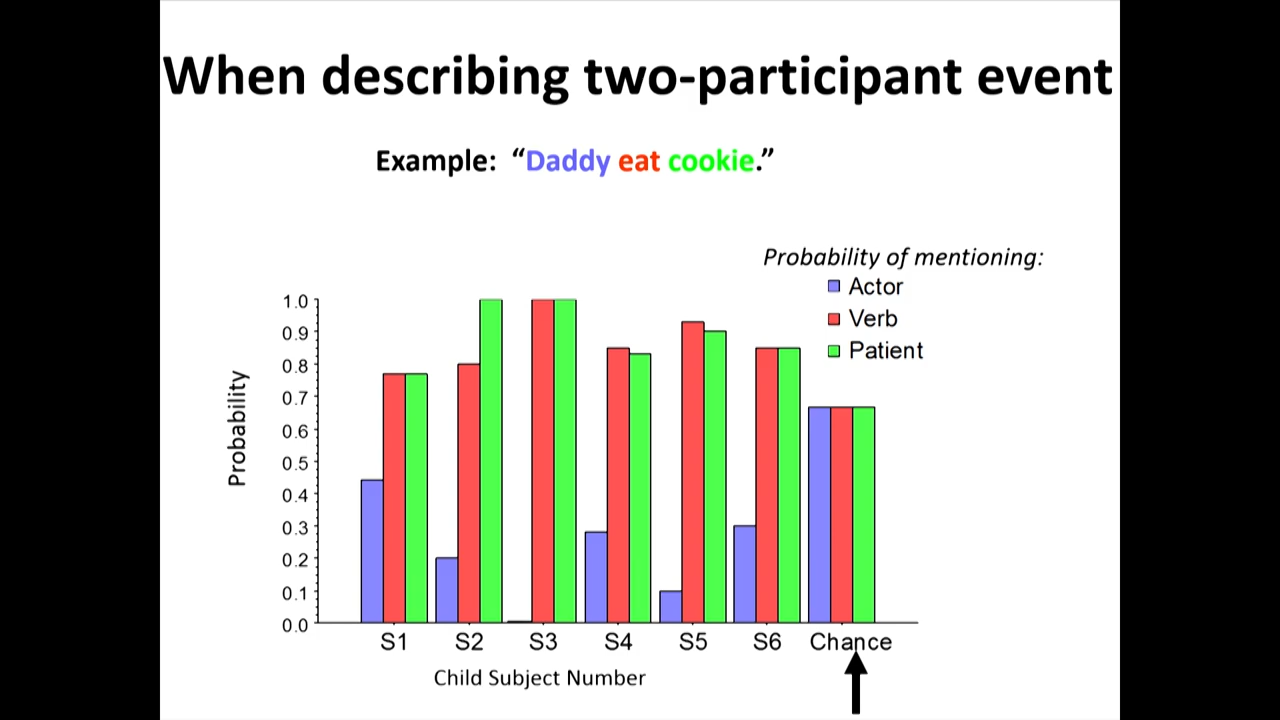 When describing two-participant event
Example: “Daddy eat cookie.”
Probability of mentioning:
Actor
Verb
Patient
Probability
1.0
0.9
0.8
0.7
0.6
0.5
0.4
0.3
0.2
0.1
0.0
S1 S2 S3 S4 S5 S6 Chance
Child Subject Number